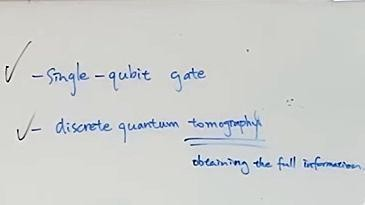 ✓ - single-qubit gate
✓ - discrete quantum tomography
obtaining the full information.